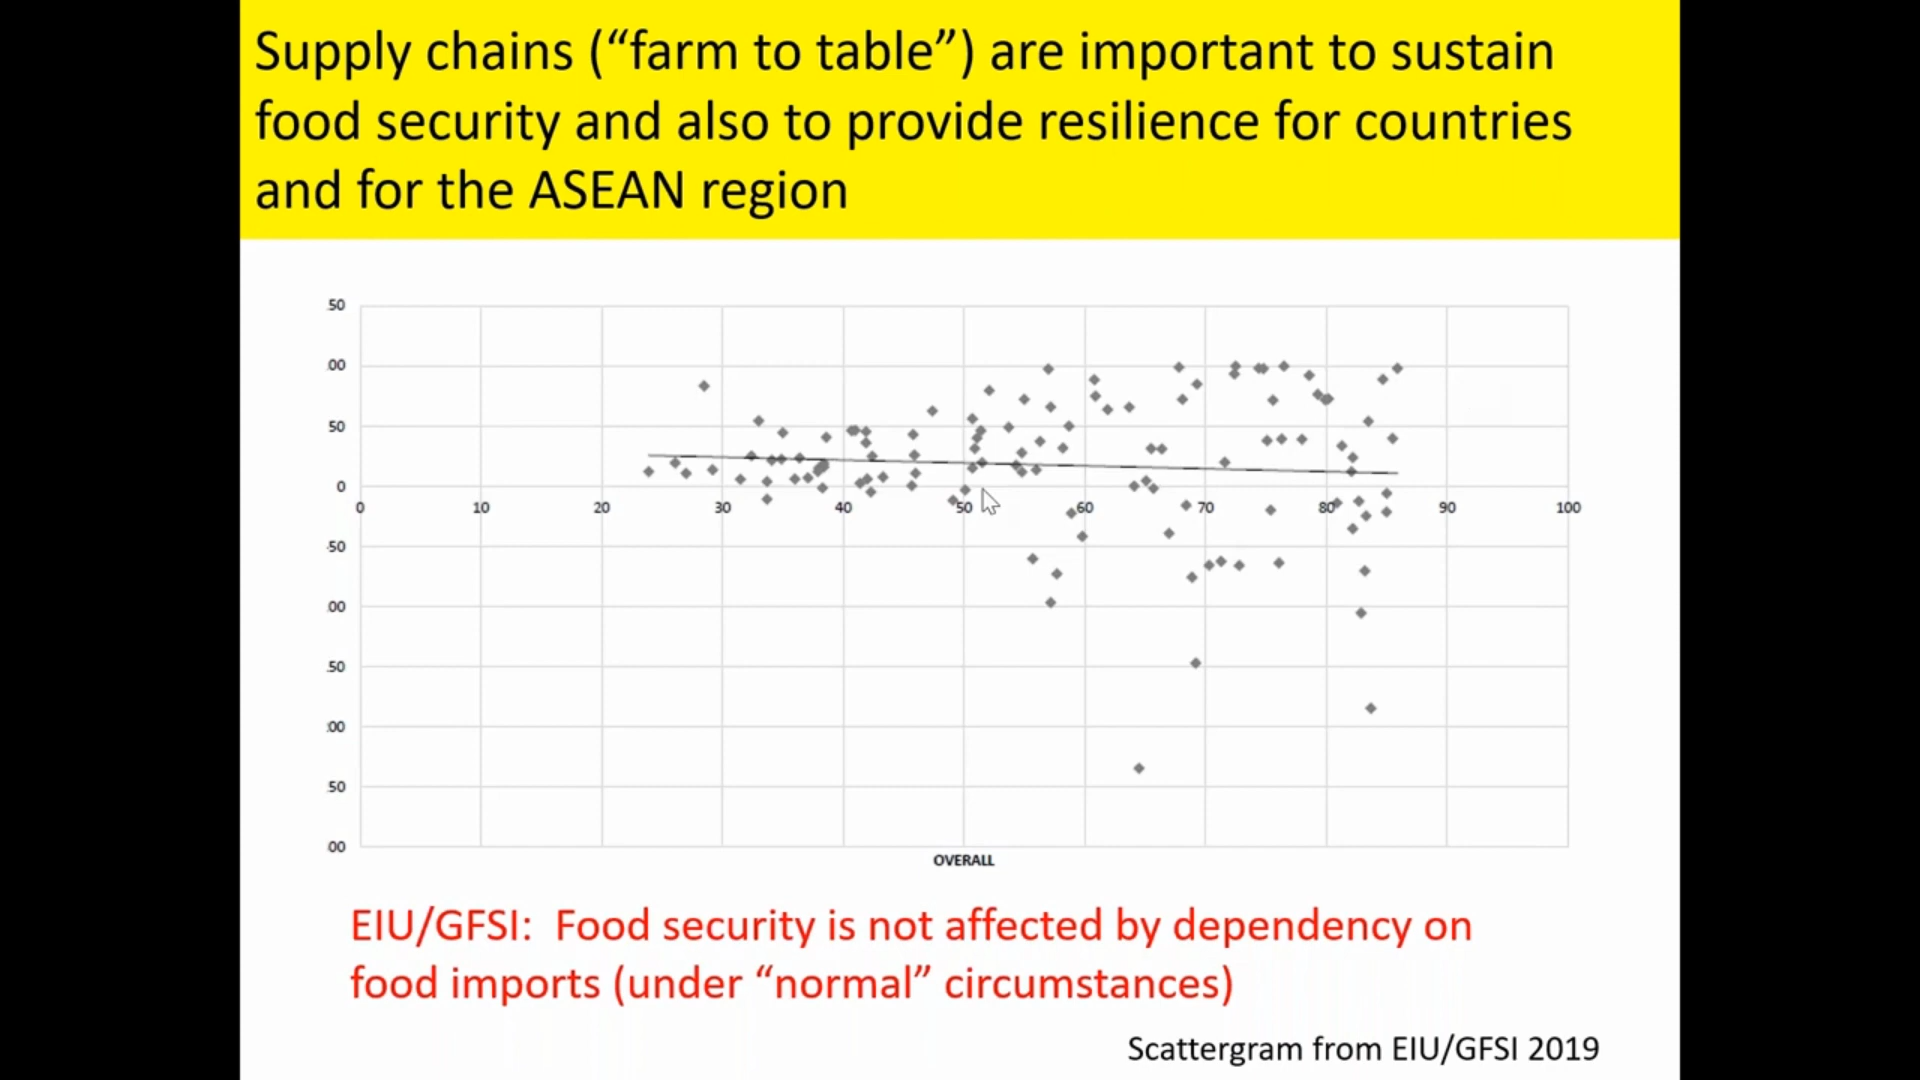 Supply chains (“farm to table”) are important to sustain
food security and also to provide resilience for countries
and for the ASEAN region
50
00
50
0
0 10 20 30 40 50 60 70 80 90 100
50
00
50
00
50
00
OVERALL
EIU/GFSI: Food security is not affected by dependency on
food imports (under “normal” circumstances)
Scattergram from EIU/GFSI 2019